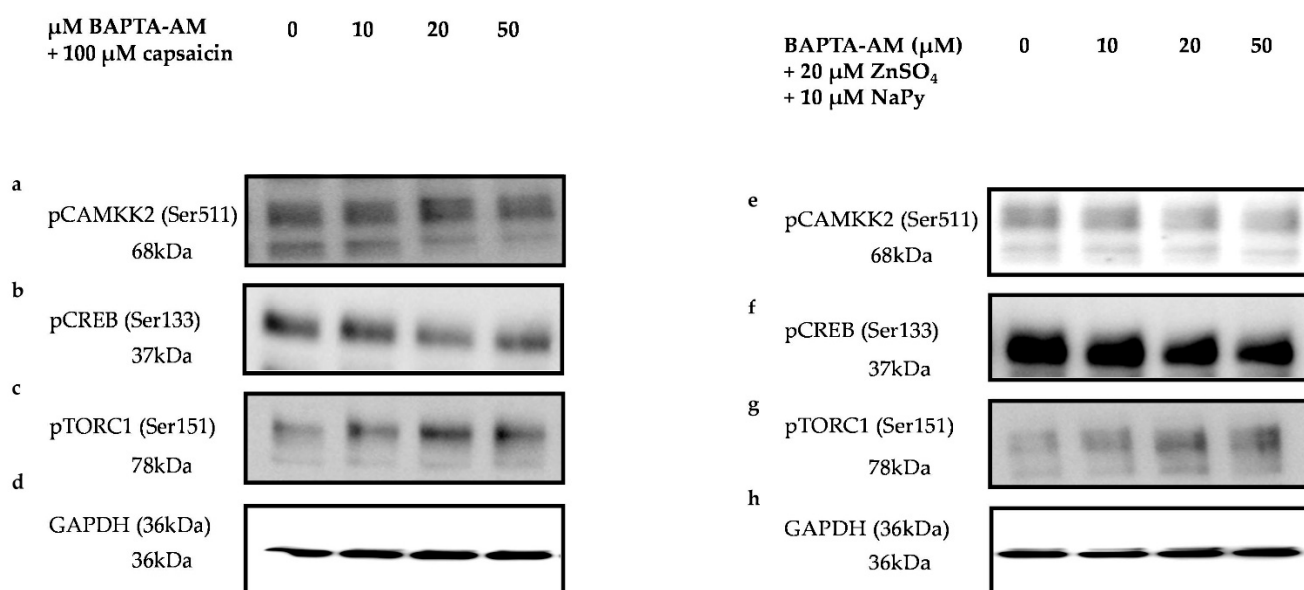 µM BAPTA-AM 0 10 20 50
+ 100 µM capsaicin
a
pCAMKK2 (Ser511)
68kDa
b
pCREB (Ser133)
37kDa
c
pTORC1 (Ser151)
78kDa
d
GAPDH (36kDa)
36kDa
BAPTA-AM (µM) 0 10 20 50
+ 20 µM ZnSO₄
+ 10 µM NaPy
e
pCAMKK2 (Ser511)
68kDa
f
pCREB (Ser133)
37kDa
g
pTORC1 (Ser151)
78kDa
h
GAPDH (36kDa)
36kDa